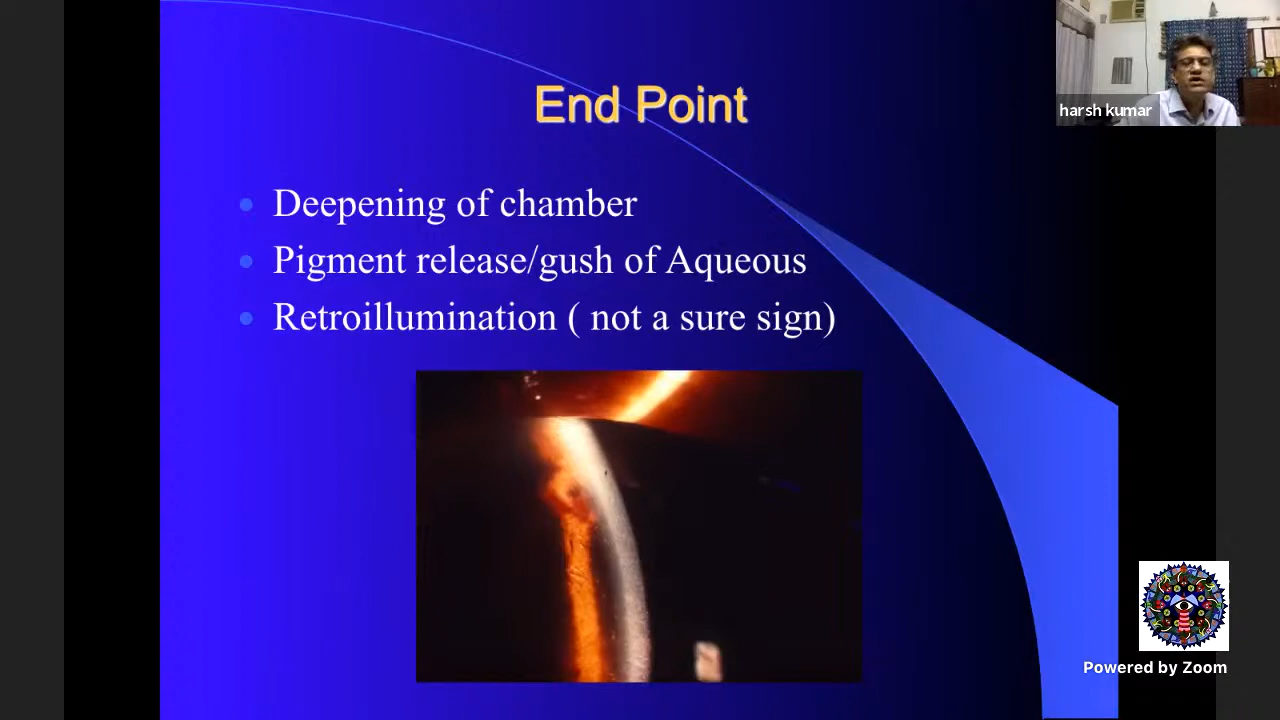 End Point
harsh kumar
Deepening of chamber
Pigment release/gush of Aqueous
Retroillumination ( not a sure sign)
Powered by Zoom